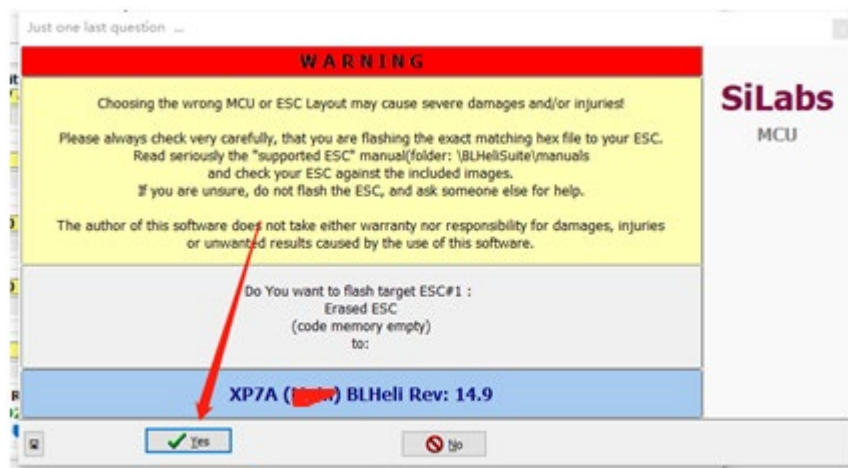 Just one last question ...
WARNING
SiLabs
MCU
Choosing the wrong MCU or ESC Layout may cause severe damages and/or injuries!
Please always check very carefully, that you are flashing the exact matching hex file to your ESC.
Read seriously the "supported ESC" manual(folder: \BLHeliSuite\manuals
and check your ESC against the included images.
If you are unsure, do not flash the ESC, and ask someone else for help.
The author of this software does not take either warranty nor responsibility for damages, injuries
or unwanted results caused by the use of this software.
Do You want to flash target ESC#1 :
Erased ESC
(code memory empty)
to:
XP7A ( ) BLHeli Rev: 14.9
Yes
No